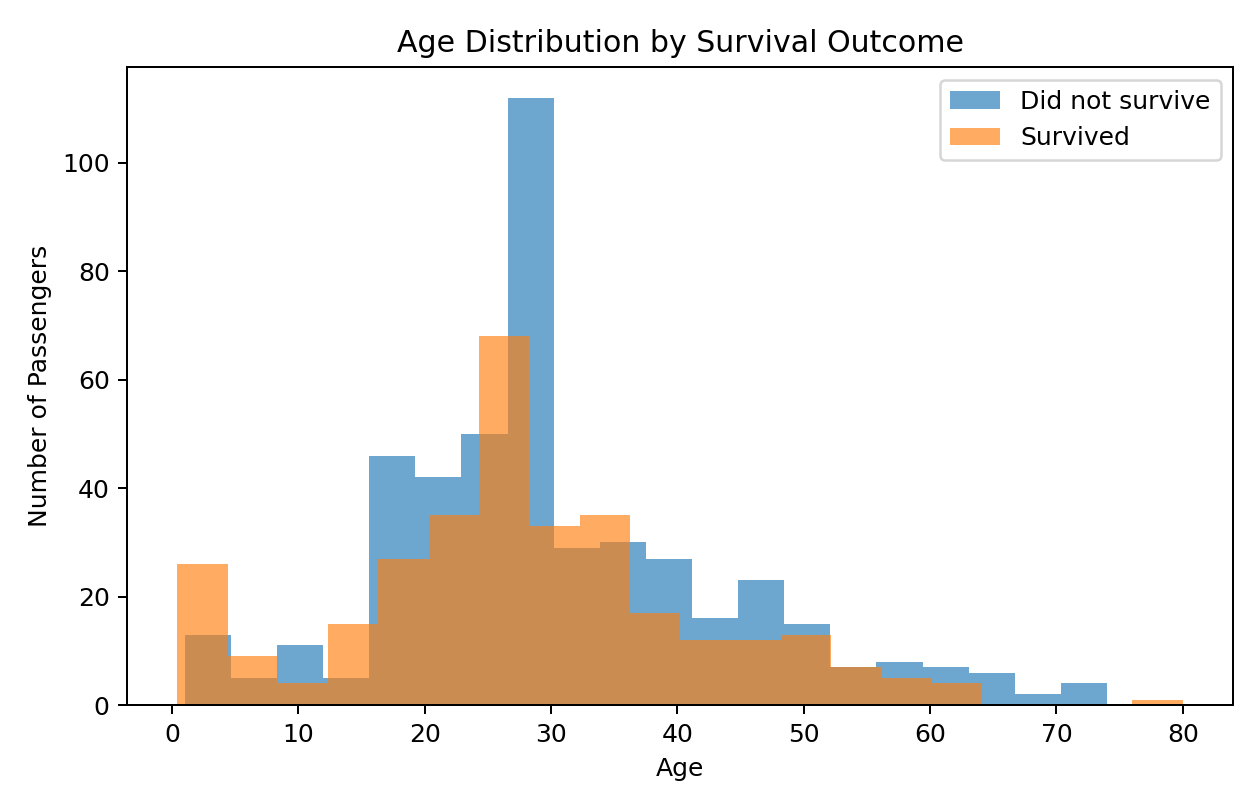 Age Distribution by Survival Outcome
Did not survive
Survived
Number of Passengers
100
80
60
40
20
0
0 10 20 30 40 50 60 70 80
Age